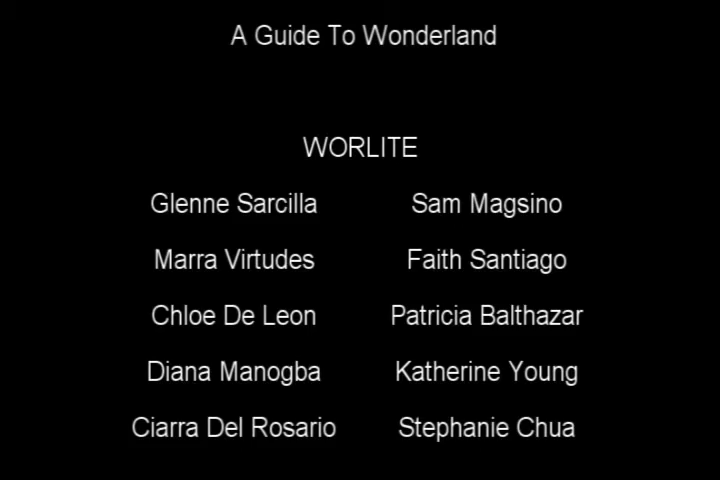 A Guide To Wonderland
WORLITE
Glenne Sarcilla Sam Magsino
Marra Virtudes Faith Santiago
Chloe De Leon Patricia Balthazar
Diana Manogba Katherine Young
Ciarra Del Rosario Stephanie Chua